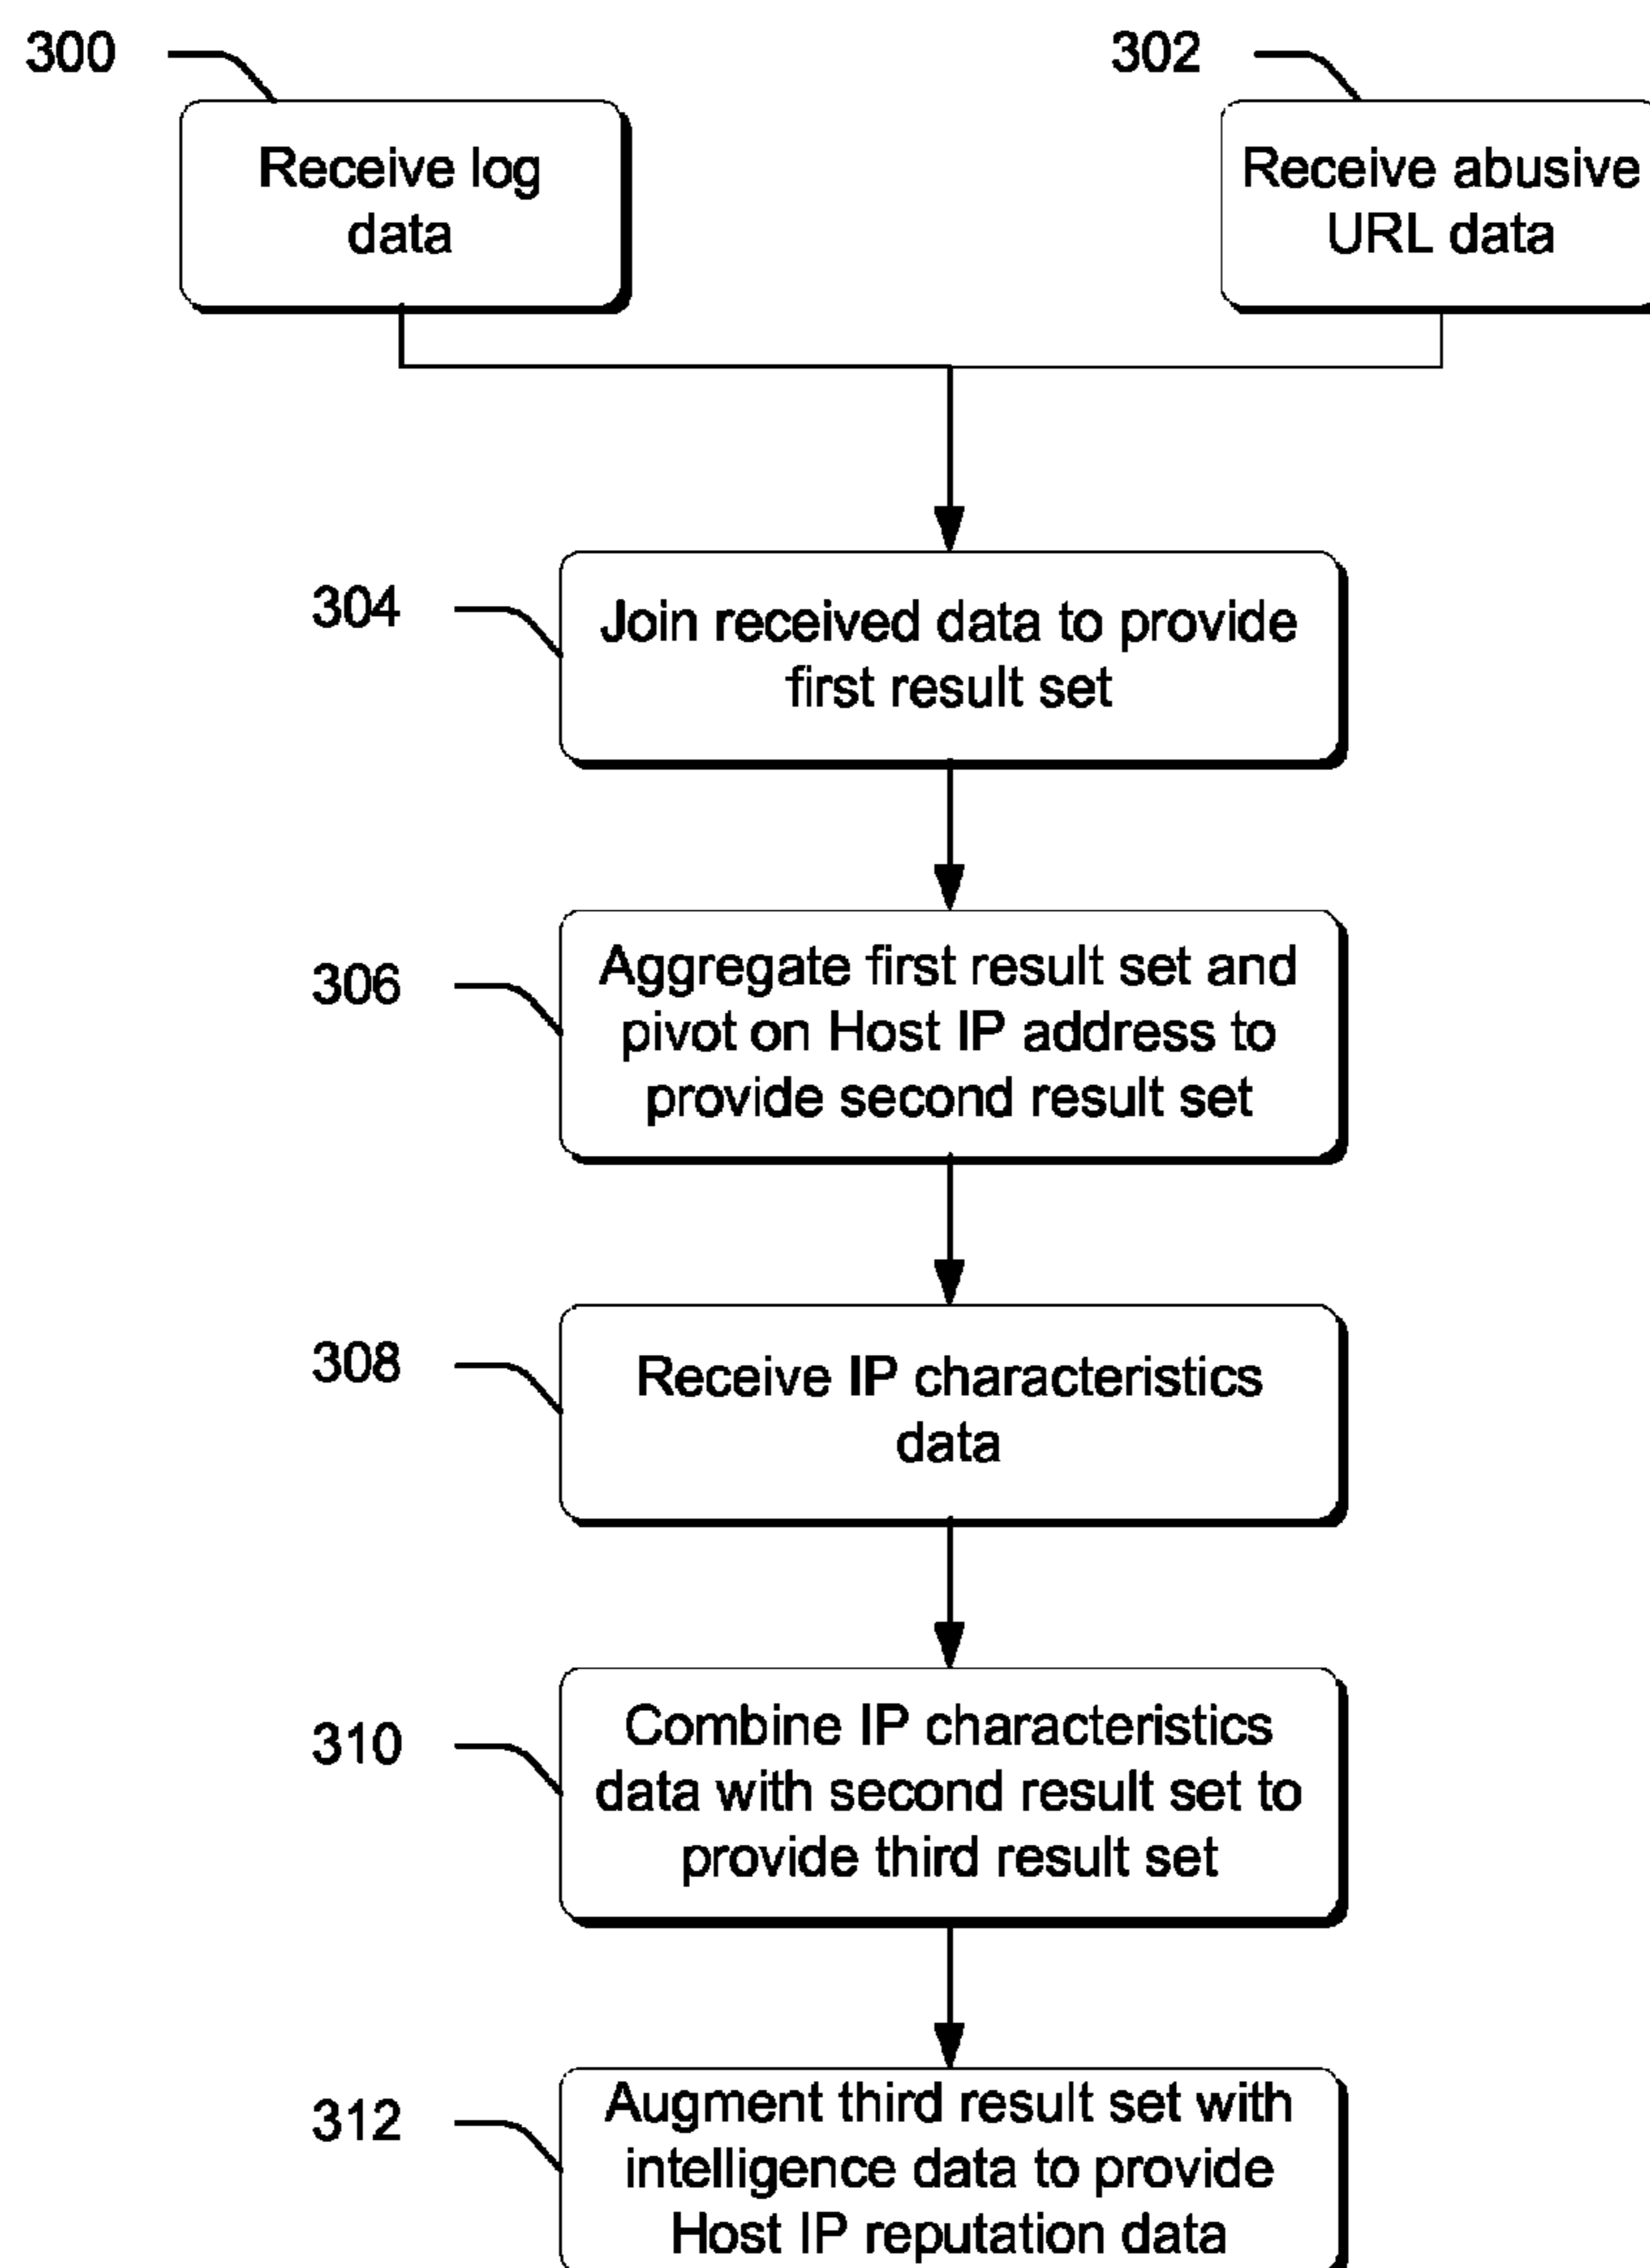 300
Receive log
data
302
Receive abusive
URL data
304
Join received data to provide
first result set
306
Aggregate first result set and
pivot on Host IP address to
provide second result set
308
Receive IP characteristics
data
310
Combine IP characteristics
data with second result set to
provide third result set
312
Augment third result set with
intelligence data to provide
Host IP reputation data